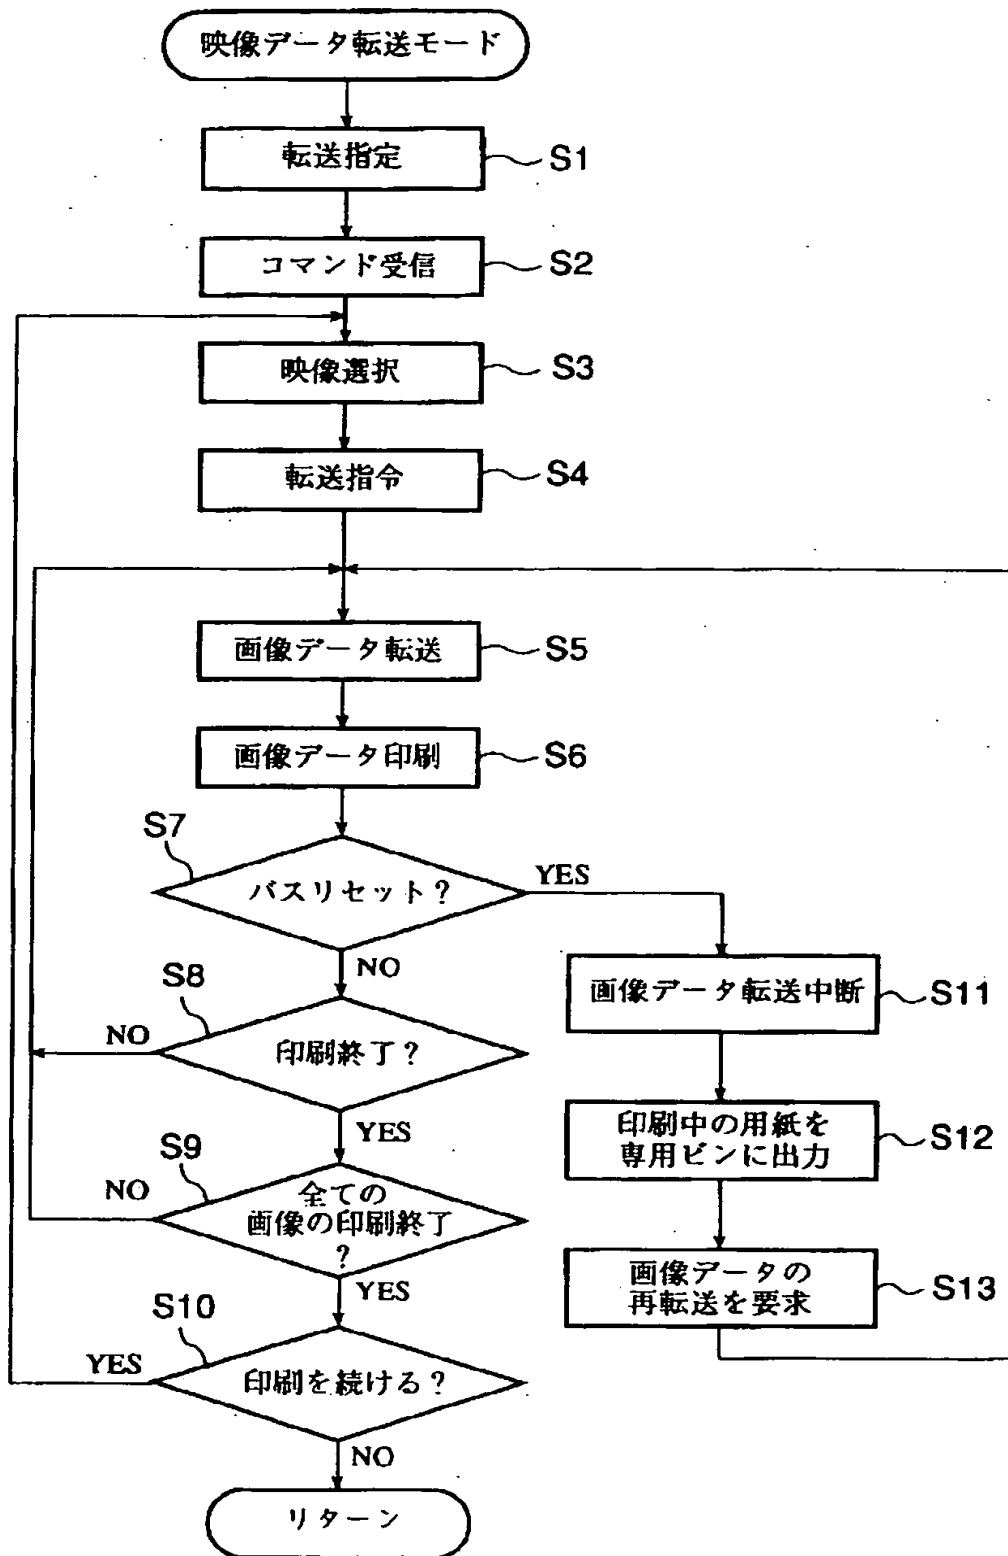 映像データ転送モード
転送指定
S1
コマンド受信
S2
映像選択
S3
転送指令
S4
画像データ転送
S5
画像データ印刷
S6
S7
バスリセット?
YES
NO
S8
印刷終了?
NO
YES
S9
全ての
画像の印刷終了
?
NO
YES
S10
印刷を続ける?
YES
NO
リターン
画像データ転送中断
S11
印刷中の用紙を
専用ビンに出力
S12
画像データの
再転送を要求
S13